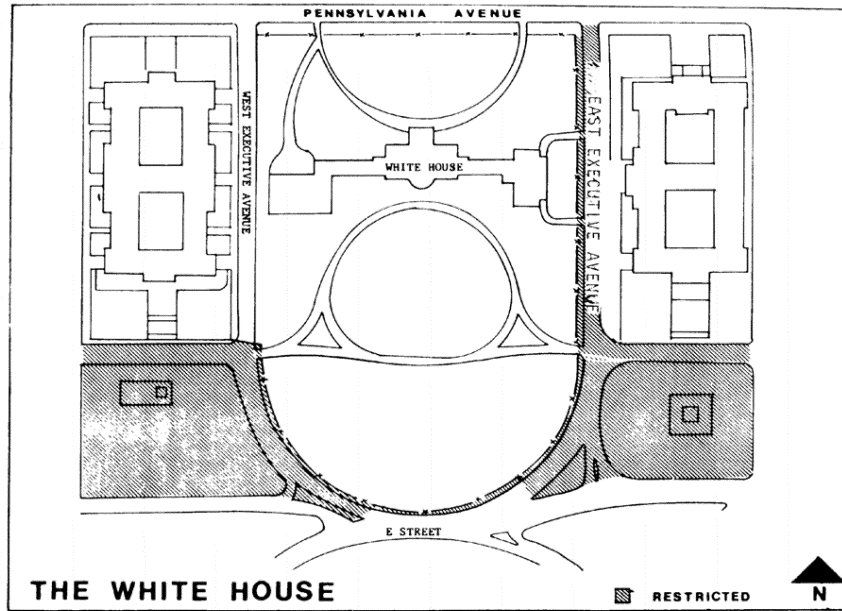 PENNSYLVANIA AVENUE
WEST EXECUTIVE AVENUE
EAST EXECUTIVE AVENUE
WHITE HOUSE
E STREET
THE WHITE HOUSE
RESTRICTED
N